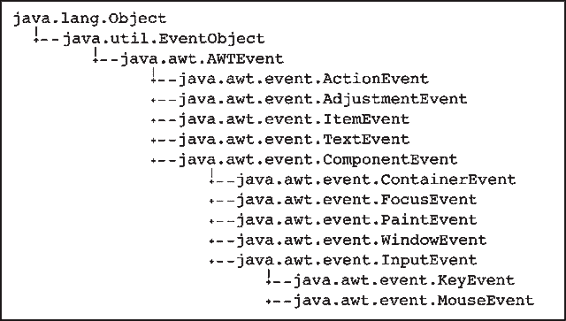 java.lang.Object
+--java.util.EventObject
+--java.awt.AWTEvent
+--java.awt.event.ActionEvent
+--java.awt.event.AdjustmentEvent
+--java.awt.event.ItemEvent
+--java.awt.event.TextEvent
+--java.awt.event.ComponentEvent
+--java.awt.event.ContainerEvent
+--java.awt.event.FocusEvent
+--java.awt.event.PaintEvent
+--java.awt.event.WindowEvent
+--java.awt.event.InputEvent
+--java.awt.event.KeyEvent
+--java.awt.event.MouseEvent